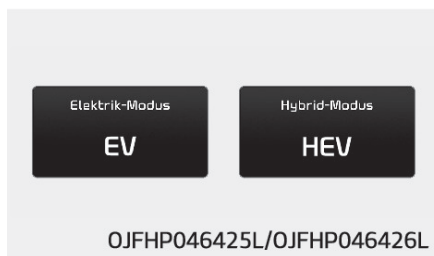 Elektrik-Modus Hybrid-Modus
EV HEV
OJFHP046425L/OJFHP046426L